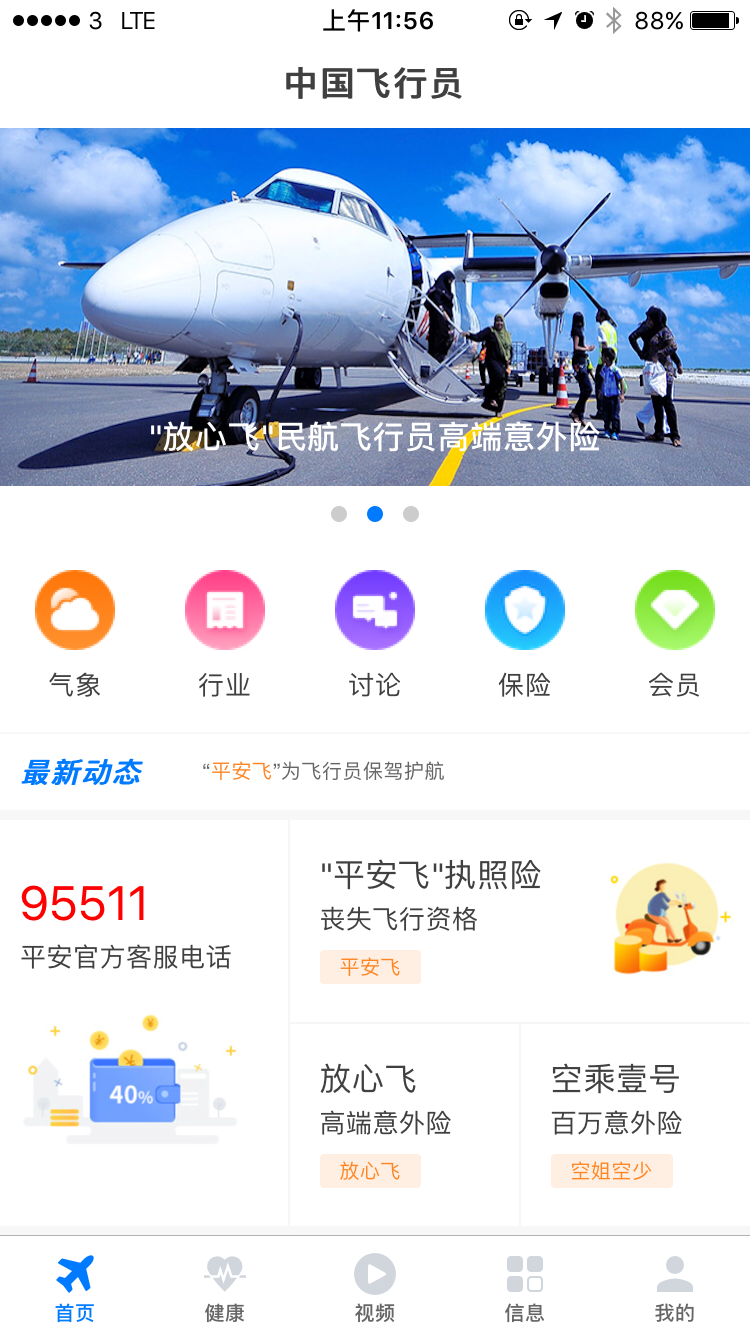 3 LTE 上午11:56 88%
中国飞行员
"放心飞"民航飞行员高端意外险
气象 行业 讨论 保险 会员
最新动态 “平安飞”为飞行员保驾护航
95511
平安官方客服电话
40%
"平安飞"执照险
丧失飞行资格
平安飞
放心飞
高端意外险
放心飞
空乘壹号
百万意外险
空姐空少
首页 健康 视频 信息 我的